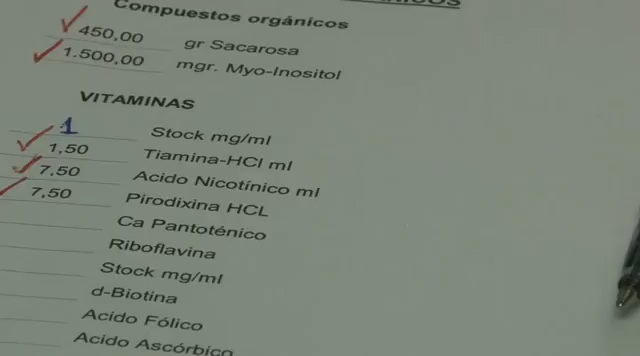 Compuestos orgánicos
450,00 gr Sacarosa
1.500,00 mgr. Myo-Inositol
VITAMINAS
1 Stock mg/ml
1,50 Tiamina-HCl ml
7,50 Acido Nicotínico ml
7,50 Pirodixina HCL
Ca Pantoténico
Riboflavina
Stock mg/ml
d-Biotina
Acido Fólico
Acido Ascórbico